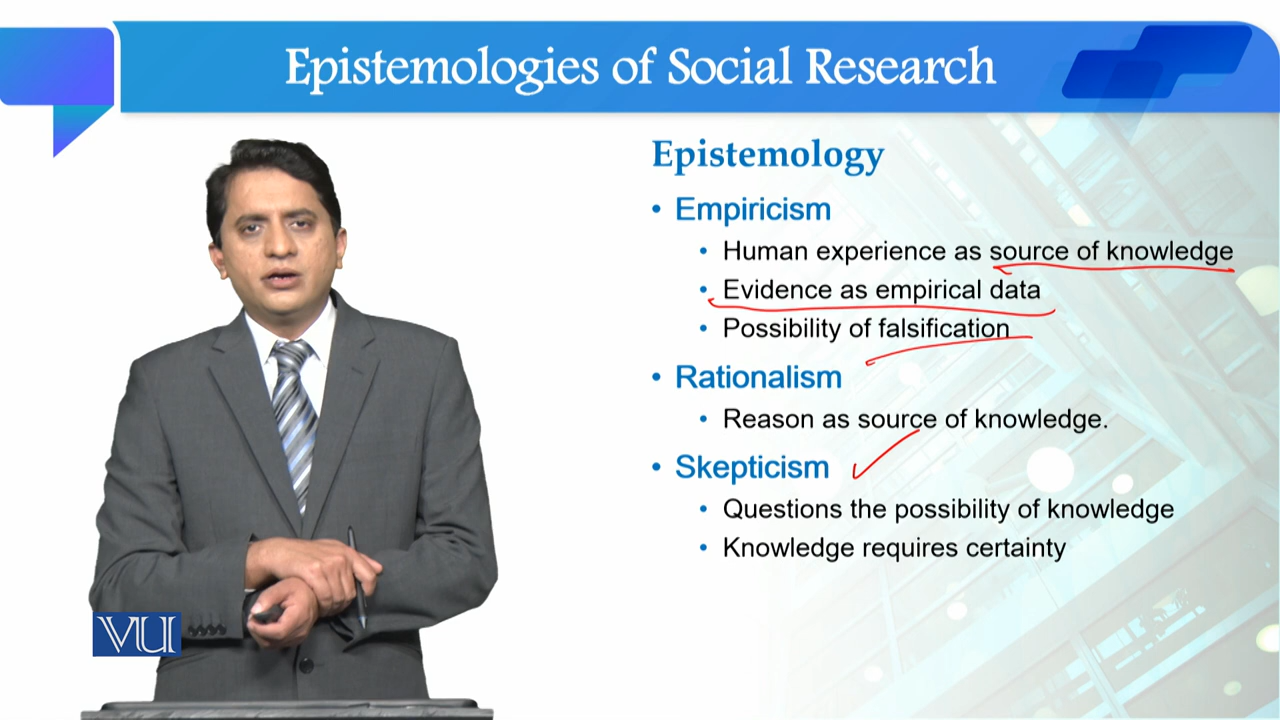 Epistemologies of Social Research
Epistemology
• Empiricism
• Human experience as source of knowledge
• Evidence as empirical data
• Possibility of falsification
• Rationalism
• Reason as source of knowledge.
• Skepticism
• Questions the possibility of knowledge
• Knowledge requires certainty
VU